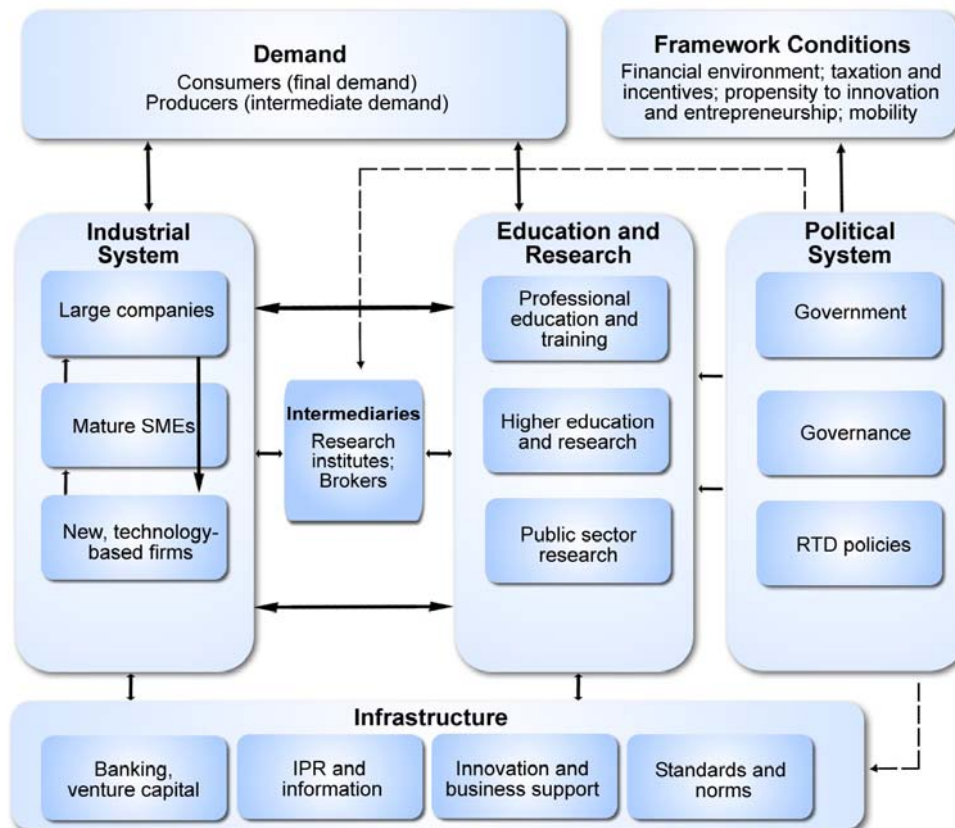 Demand
Consumers (final demand)
Producers (intermediate demand)
Framework Conditions
Financial environment; taxation and
incentives; propensity to innovation
and entrepreneurship; mobility
Industrial
System
Large companies
Mature SMEs
New, technology-
based firms
Intermediaries
Research
institutes;
Brokers
Education and
Research
Professional
education and
training
Higher education
and research
Public sector
research
Political
System
Government
Governance
RTD policies
Infrastructure
Banking,
venture capital
IPR and
information
Innovation and
business support
Standards and
norms